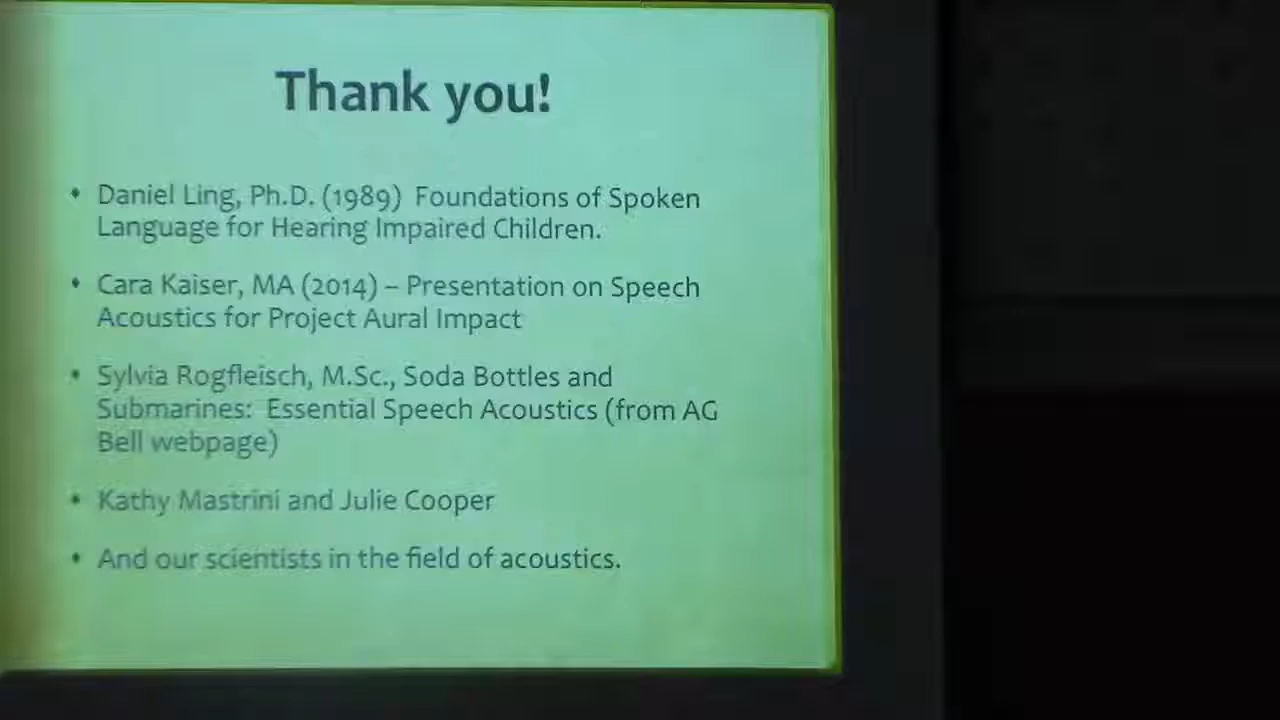 Thank you!
• Daniel Ling, Ph.D. (1989)  Foundations of Spoken
Language for Hearing Impaired Children.
• Cara Kaiser, MA (2014) – Presentation on Speech
Acoustics for Project Aural Impact
• Sylvia Rogfleisch, M.Sc., Soda Bottles and
Submarines:  Essential Speech Acoustics (from AG
Bell webpage)
• Kathy Mastrini and Julie Cooper
• And our scientists in the field of acoustics.